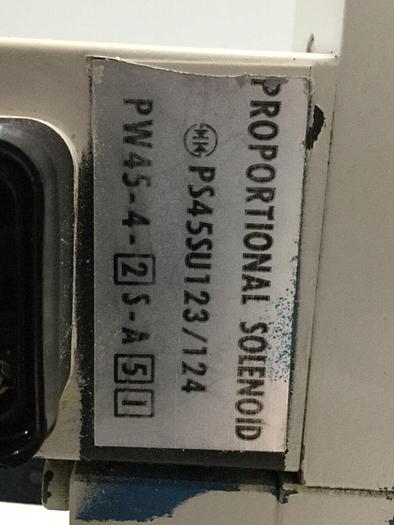 PROPORTIONAL SOLENOID
PS45SU123/124
PW45-4-2S-A51